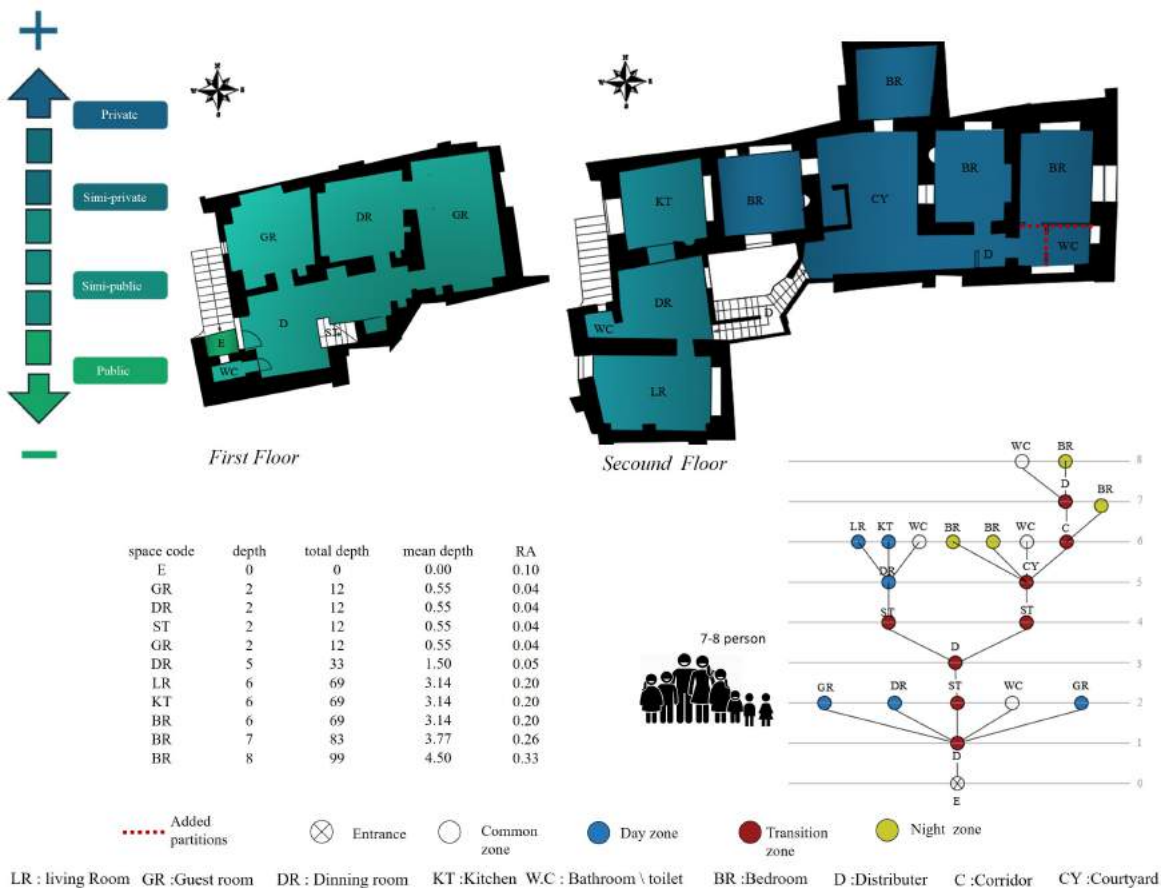 Private
Simi-private
Simi-public
Public
GR
DR
GR
D
ST
E
WC
First Floor
BR
BR
BR
KT
BR
CY
WC
D
DR
D
WC
LR
Secound Floor
space code depth total depth mean depth RA
E 0 0 0.00 0.10
GR 2 12 0.55 0.04
DR 2 12 0.55 0.04
ST 2 12 0.55 0.04
GR 2 12 0.55 0.04
DR 5 33 1.50 0.05
LR 6 69 3.14 0.20
KT 6 69 3.14 0.20
BR 6 69 3.14 0.20
BR 7 83 3.77 0.26
BR 8 99 4.50 0.33
7-8 person
WC BR
8
D BR
7
LR KT WC BR BR WC C
6
DR CY
5
ST ST
4
D
3
GR DR ST WC GR
2
1
D
0
E
Added
partitions
Entrance
Common
zone
Day zone
Transition
zone
Night zone
LR : living Room GR :Guest room DR : Dinning room KT :Kitchen W.C : Bathroom \ toilet BR : Bedroom D :Distributer C : Corridor CY : Courtyard